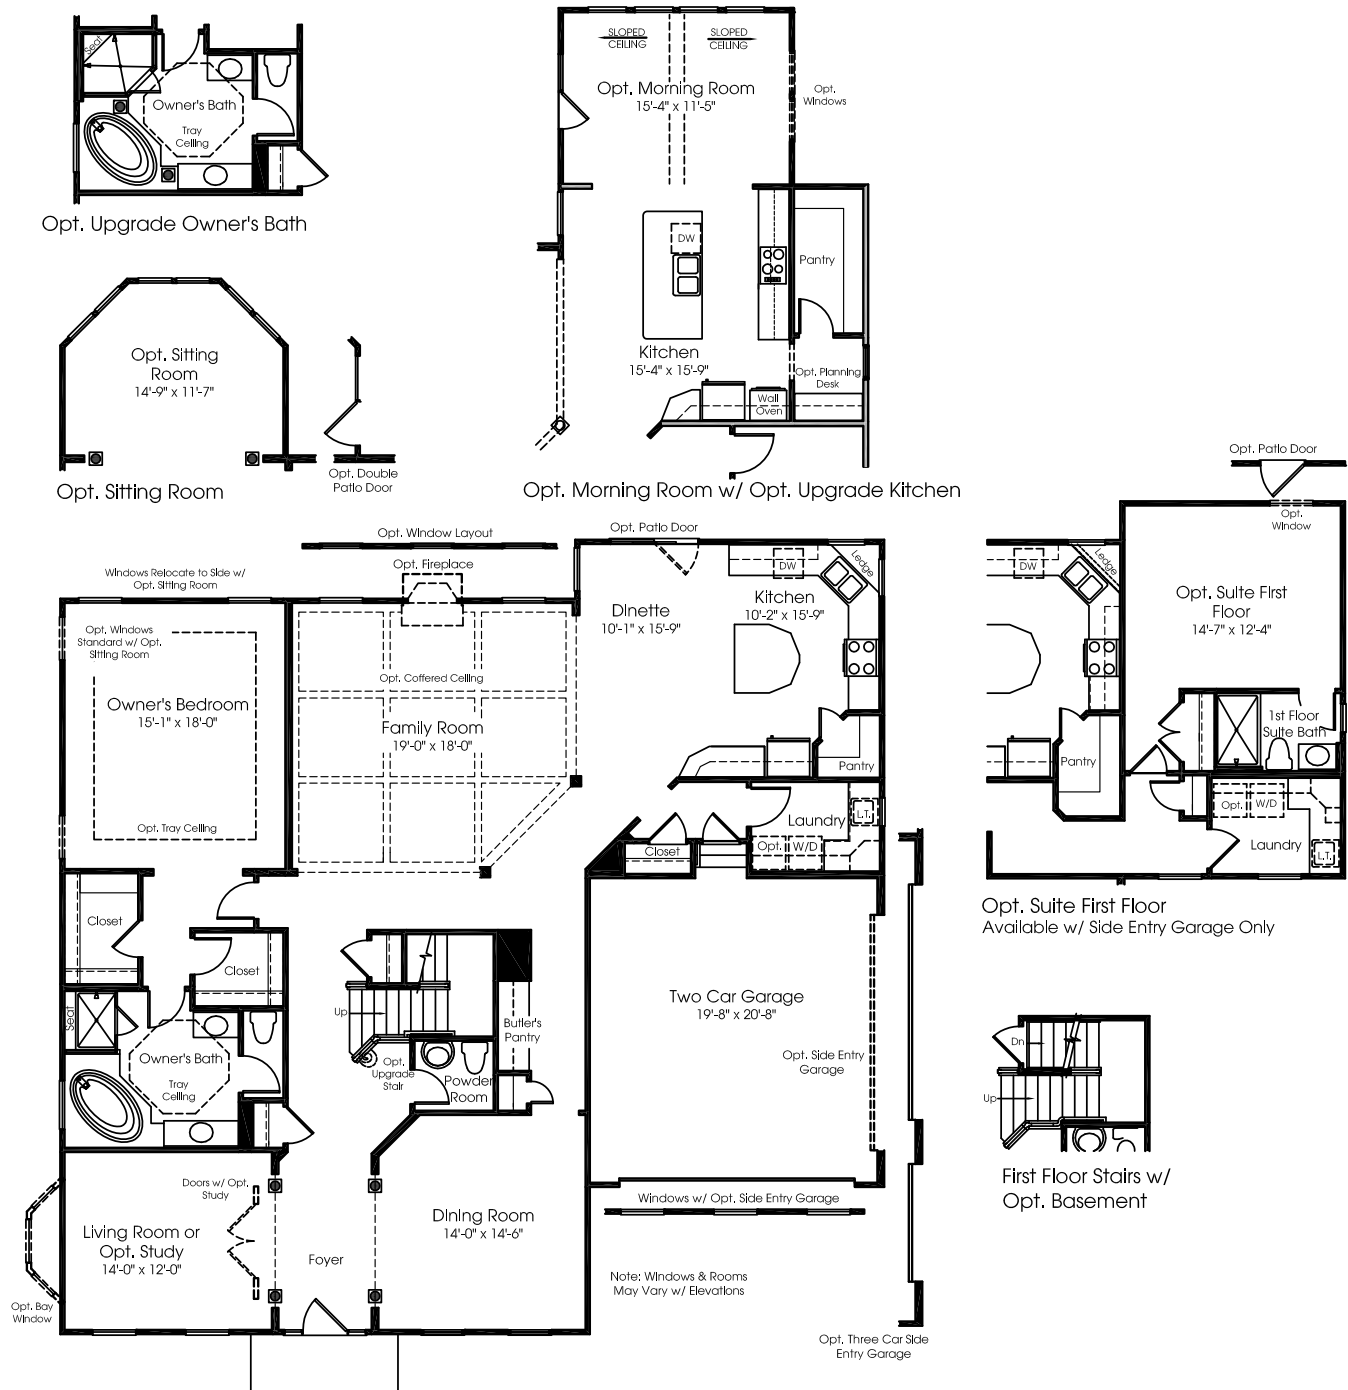 Seat
Owner's Bath
Tray
Ceiling
Opt. Upgrade Owner's Bath
SLOPED
CEILING
SLOPED
CEILING
Opt. Morning Room
15'-4" x 11'-5"
Opt.
Windows
DW
Pantry
Kitchen
15'-4" x 15'-9"
Opt. Planning
Desk
Wall
Oven
Opt. Morning Room w/ Opt. Upgrade Kitchen
Opt. Sitting
Room
14'-9" x 11'-7"
Opt. Sitting Room
Opt. Double
Patio Door
Opt. Patio Door
Opt.
Window
Ledge
DW
Opt. Suite First
Floor
14'-7" x 12'-4"
1st Floor
Suite Bath
Pantry
Opt.
W/D
Laundry
L.T.
Opt. Suite First Floor
Available w/ Side Entry Garage Only
Opt. Window Layout
Opt. Patio Door
Opt. Fireplace
Windows Relocate to Side w/
Opt. Sitting Room
Opt. Windows
Standard w/ Opt.
Sitting Room
Owner's Bedroom
15'-1" x 18'-0"
Opt. Tray Ceiling
Opt. Coffered Ceiling
Family Room
19'-0" x 18'-0"
Dinette
10'-1" x 15'-9"
DW
Ledge
Kitchen
10'-2" x 15'-9"
Pantry
Laundry
L.T.
Closet
Opt.
W/D
Closet
Closet
Seat
Owner's Bath
Tray
Ceiling
Up
Opt.
Upgrade
Stair
Powder
Room
Butler's
Pantry
Two Car Garage
19'-8" x 20'-8"
Opt. Side Entry
Garage
Dn
Up
First Floor Stairs w/
Opt. Basement
Doors w/ Opt.
Study
Living Room or
Opt. Study
14'-0" x 12'-0"
Opt. Bay
Window
Foyer
Dining Room
14'-0" x 14'-6"
Windows w/ Opt. Side Entry Garage
Note: Windows & Rooms
May Vary w/ Elevations
Opt. Three Car Side
Entry Garage